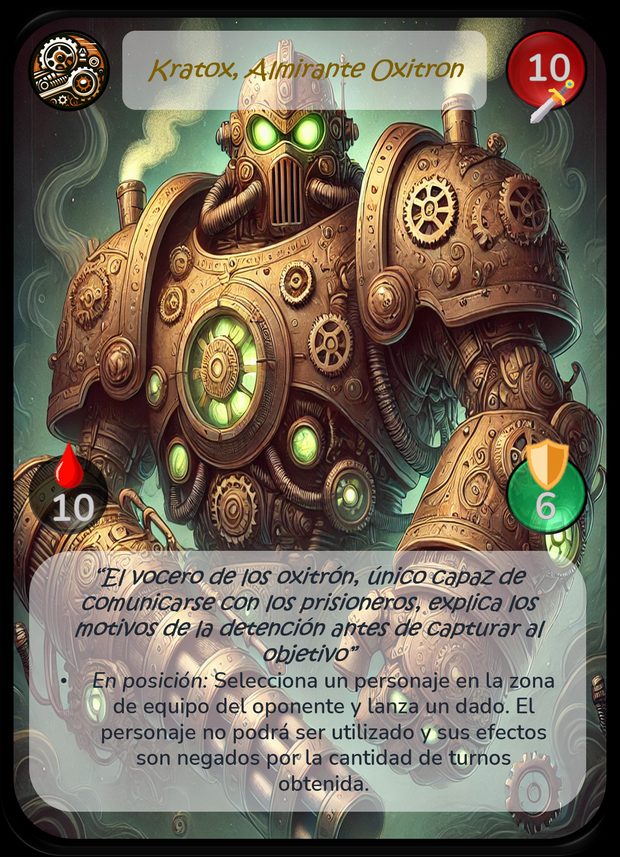 Kratox, Almirante Oxitron
10
10
6
“El vocero de los oxitrón, único capaz de
comunicarse con los prisioneros, explica los
motivos de la detención antes de capturar al
objetivo”
• En posición: Selecciona un personaje en la zona
de equipo del oponente y lanza un dado. El
personaje no podrá ser utilizado y sus efectos
son negados por la cantidad de turnos
obtenida.